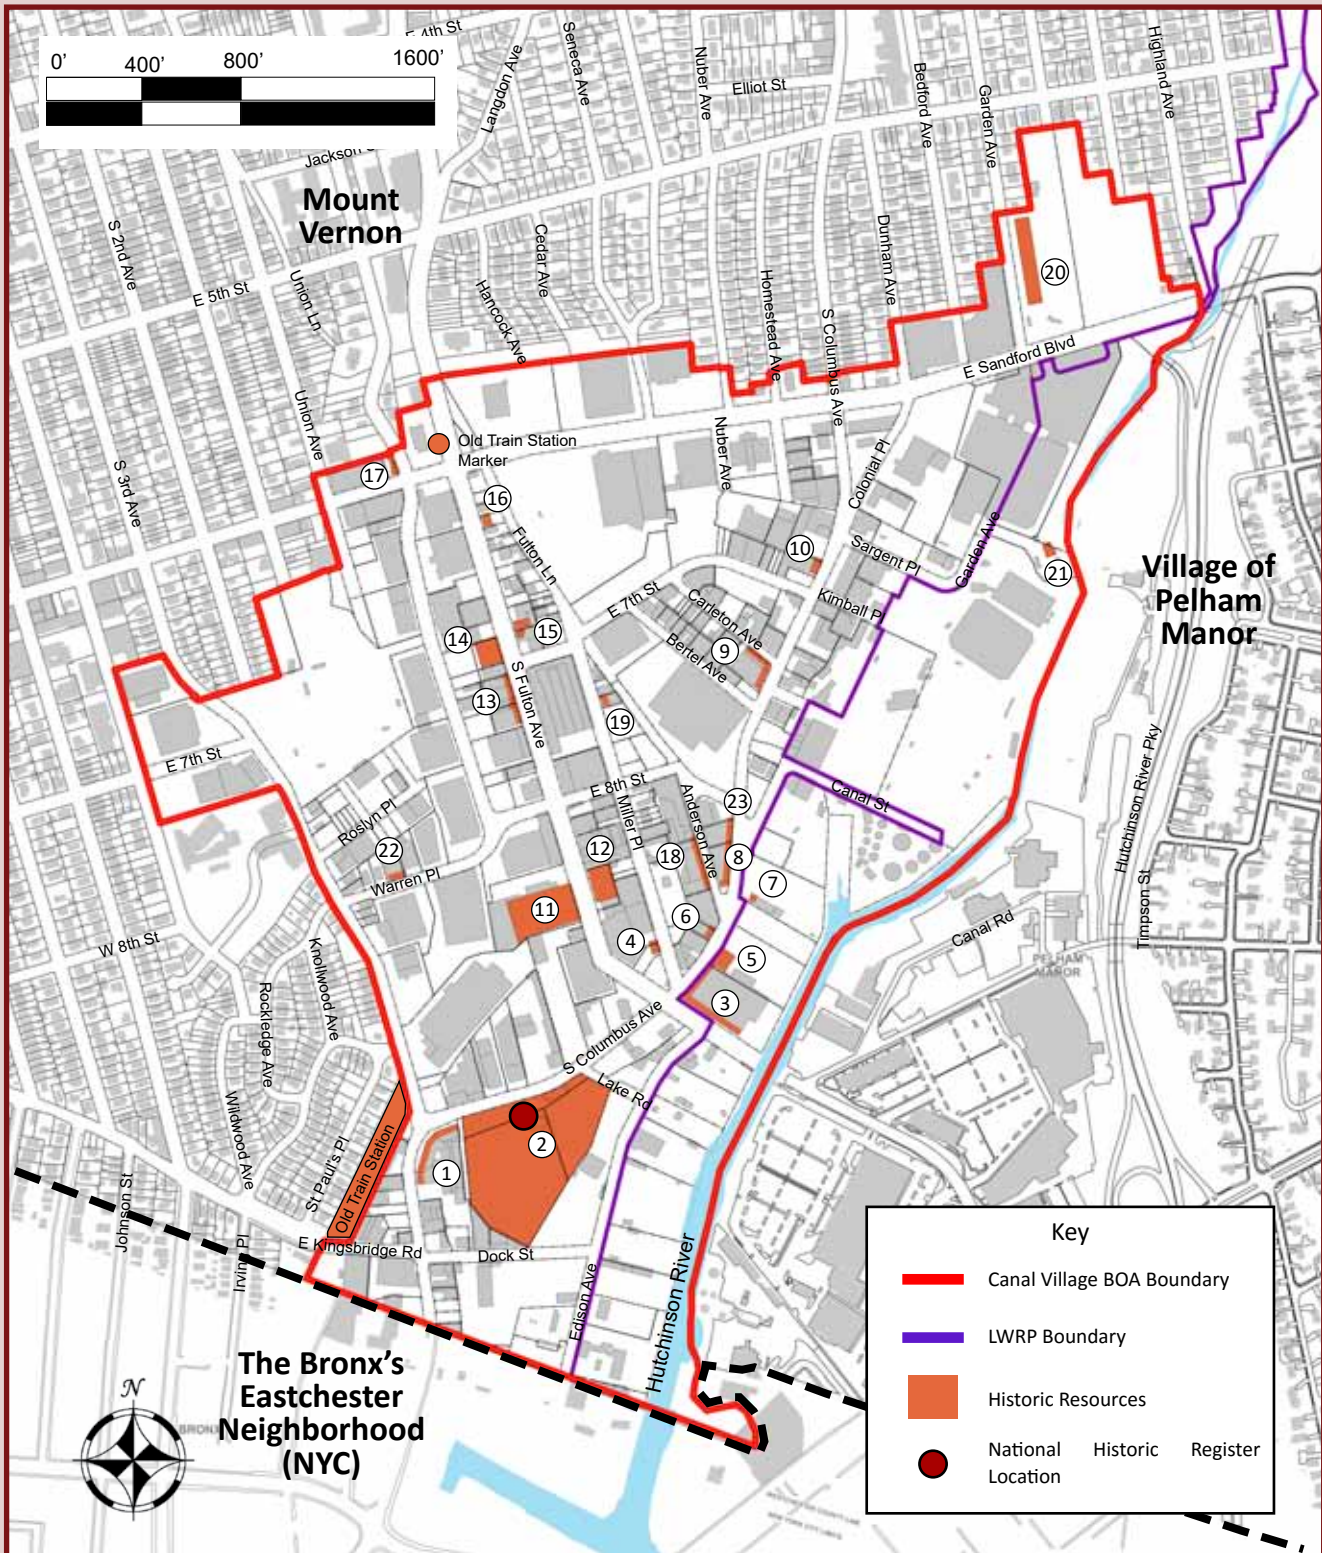 0'
400'
800'
1600'
E 4th St
Langdon Ave
Seneca Ave
Nuber Ave
Elliot St
Bedford Ave
Garden Ave
Highland Ave
Mount
Vernon
S 2nd Ave
E 5th St
Union Ln
Cedar Ave
Hancock Ave
Homestead Ave
S Columbus Ave
Dunham Ave
20
E Sandford Blvd
Union Ave
S 3rd Ave
Old Train Station
Marker
17
16
Nuber Ave
Colonial Pl
Fulton Ln
10
Sargent Pl
Garden Ave
21
Village of
Pelham
Manor
E 7th St
Kimball Pl
Carleton Ave
Bertel Ave
9
14
15
13
S Fulton Ave
19
E 7th St
Roslyn Pl
22
Warren Pl
E 8th St
Miller Pl
Anderson Ave
23
Canal St
Hutchinson River Pky
Timpson St
12
18
8
7
11
6
4
5
3
Canal Rd
PELHAM
MANOR
W 8th St
Knollwood Ave
Rockledge Ave
Wildwood Ave
S Columbus Ave
Lake Rd
St Paul's Pl
Old Train Station
1
2
Johnson St
Irving Pl
E Kingsbridge Rd
Dock St
Edison Ave
Hutchinson River
The Bronx's
Eastchester
Neighborhood
(NYC)
N
BRONX
Key
Canal Village BOA Boundary
LWRP Boundary
Historic Resources
National Historic Register
Location